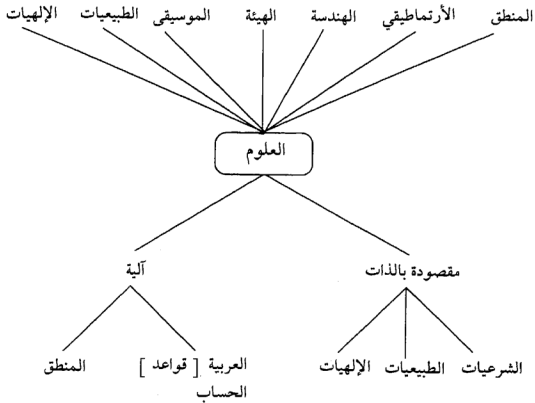 المنطق الأرتماطيقي الهندسة الهيئة الموسيقى الطبيعيات الإلهيات
العلوم
مقصودة بالذات آلية
الشرعيات الطبيعيات الإلهيات العربية [ قواعد ] المنطق
الحساب